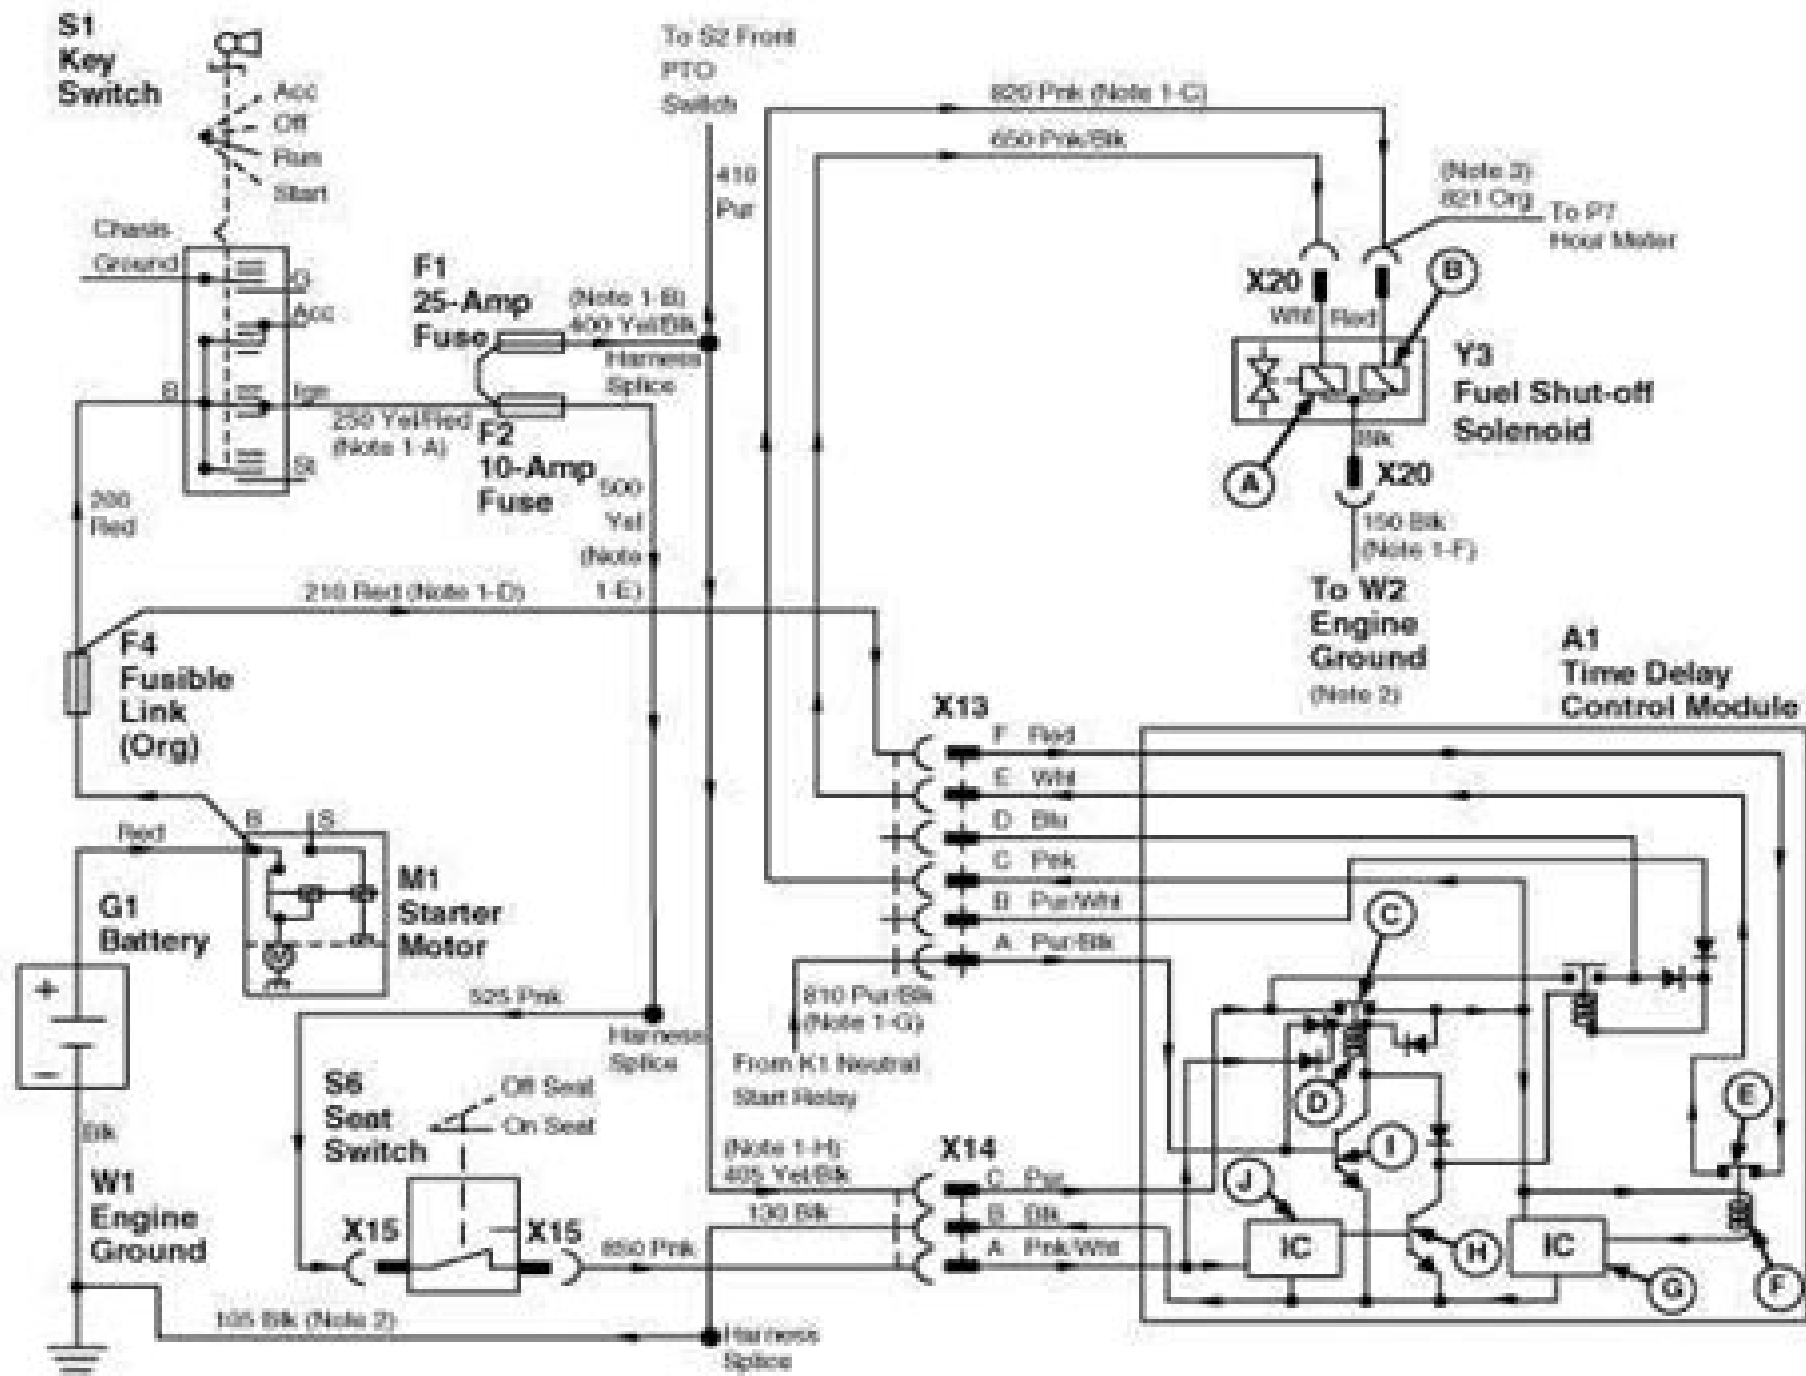 S1
Key
Switch
Acc
Off
Run
Start
Chasis
Ground
G
Acc
B
Ign
St
250 Yel/Red
(Note 1-A)
200
Red
F1
25-Amp
Fuse
(Note 1-B)
400 Yel/Blk
Harness
Splice
F2
10-Amp
Fuse
500
Yel
(Note
1-E)
To S2 Front
PTO
Switch
410
Pur
820 Pnk (Note 1-C)
650 Pnk/Blk
(Note 2)
821 Org
To P7
Hour Meter
X20
B
Wht
Red
Y3
Fuel Shut-off
Solenoid
A
Blk
X20
150 Blk
(Note 1-F)
To W2
Engine
Ground
(Note 2)
210 Red (Note 1-D)
F4
Fusible
Link
(Org)
A1
Time Delay
Control Module
X13
F Red
E Wht
D Blu
C Pnk
B Pur/Wht
A Pur/Blk
Red
B
S
M1
Starter
Motor
M
G1
Battery
+
−
Blk
W1
Engine
Ground
525 Pnk
Harness
Splice
810 Pur/Blk
(Note 1-G)
From K1 Neutral
Start Relay
S6
Seat
Switch
Off Seat
On Seat
X15
X15
850 Pnk
(Note 1-H)
405 Yel/Blk
130 Blk
X14
C Pur
B Blk
A Pnk/Wht
C
D
E
I
J
IC
H
IC
G
F
105 Blk (Note 2)
Harness
Splice